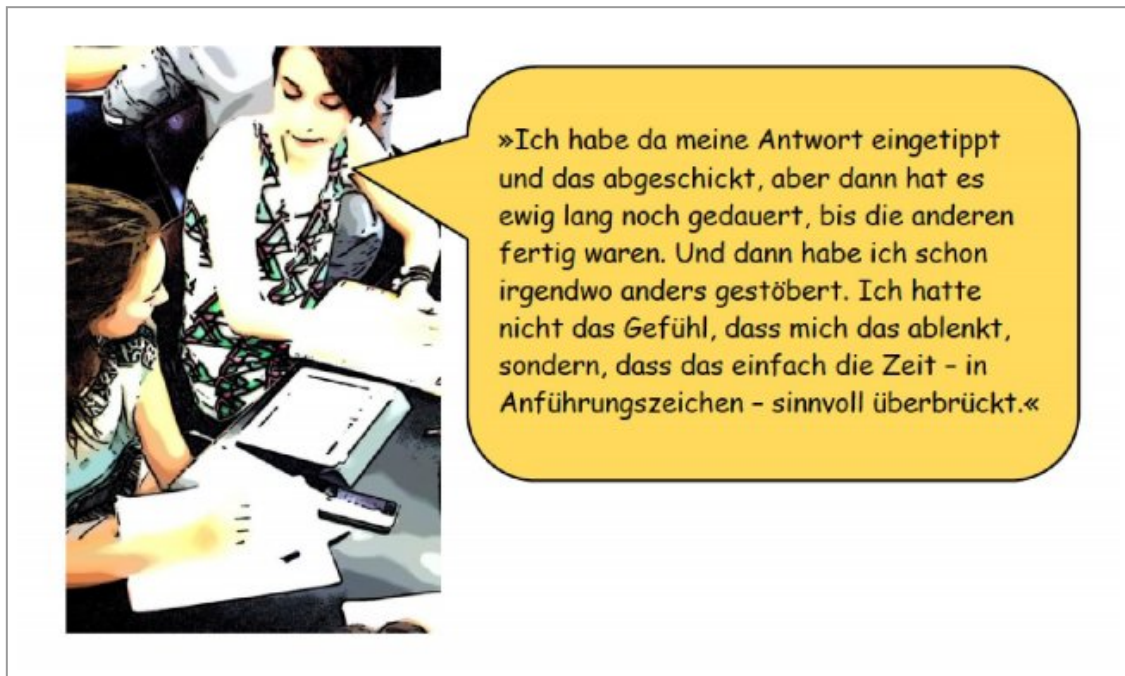 »Ich habe da meine Antwort eingetippt
und das abgeschickt, aber dann hat es
ewig lang noch gedauert, bis die anderen
fertig waren. Und dann habe ich schon
irgendwo anders gestöbert. Ich hatte
nicht das Gefühl, dass mich das ablenkt,
sondern, dass das einfach die Zeit – in
Anführungszeichen – sinnvoll überbrückt.«